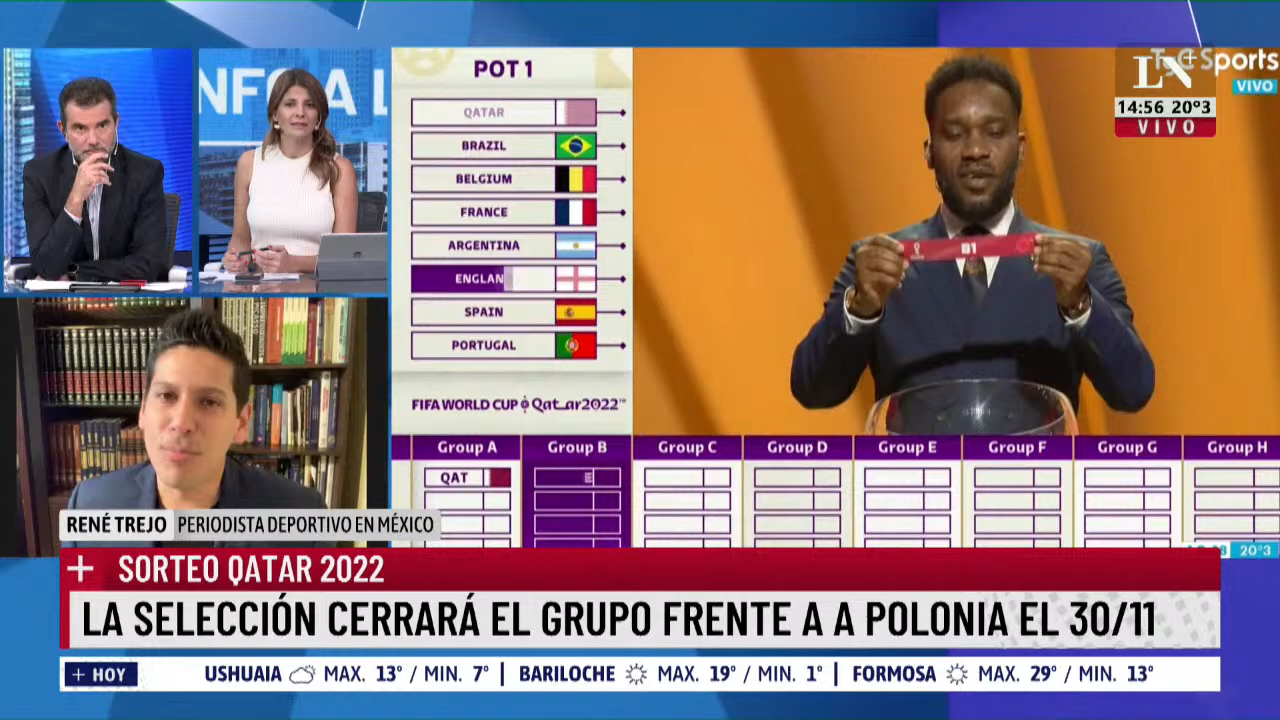 NFO A L
POT 1
QATAR
BRAZIL
BELGIUM
FRANCE
ARGENTINA
ENGLAN
SPAIN
PORTUGAL
FIFA WORLD CUP Qatar2022
B1
Sports
VIVO
LN
14:56 20°3
VIVO
Group A
Group B
Group C
Group D
Group E
Group F
Group G
Group H
QAT
E
20°3
RENÉ TREJO PERIODISTA DEPORTIVO EN MÉXICO
+ SORTEO QATAR 2022
LA SELECCIÓN CERRARÁ EL GRUPO FRENTE A A POLONIA EL 30/11
+ HOY USHUAIA MAX. 13° / MIN. 7° | BARILOCHE MAX. 19° / MIN. 1° | FORMOSA MAX. 29° / MIN. 13°